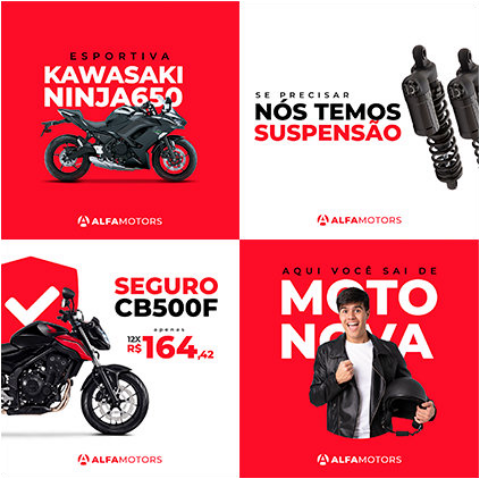 ESPORTIVA
KAWASAKI
NINJA650
ALFAMOTORS
SE PRECISAR
NÓS TEMOS
SUSPENSÃO
ALFAMOTORS
SEGURO
CB500F
apenas
12X
R$164,42
ALFAMOTORS
AQUI VOCÊ SAI DE
MOTO
NOVA
ALFAMOTORS